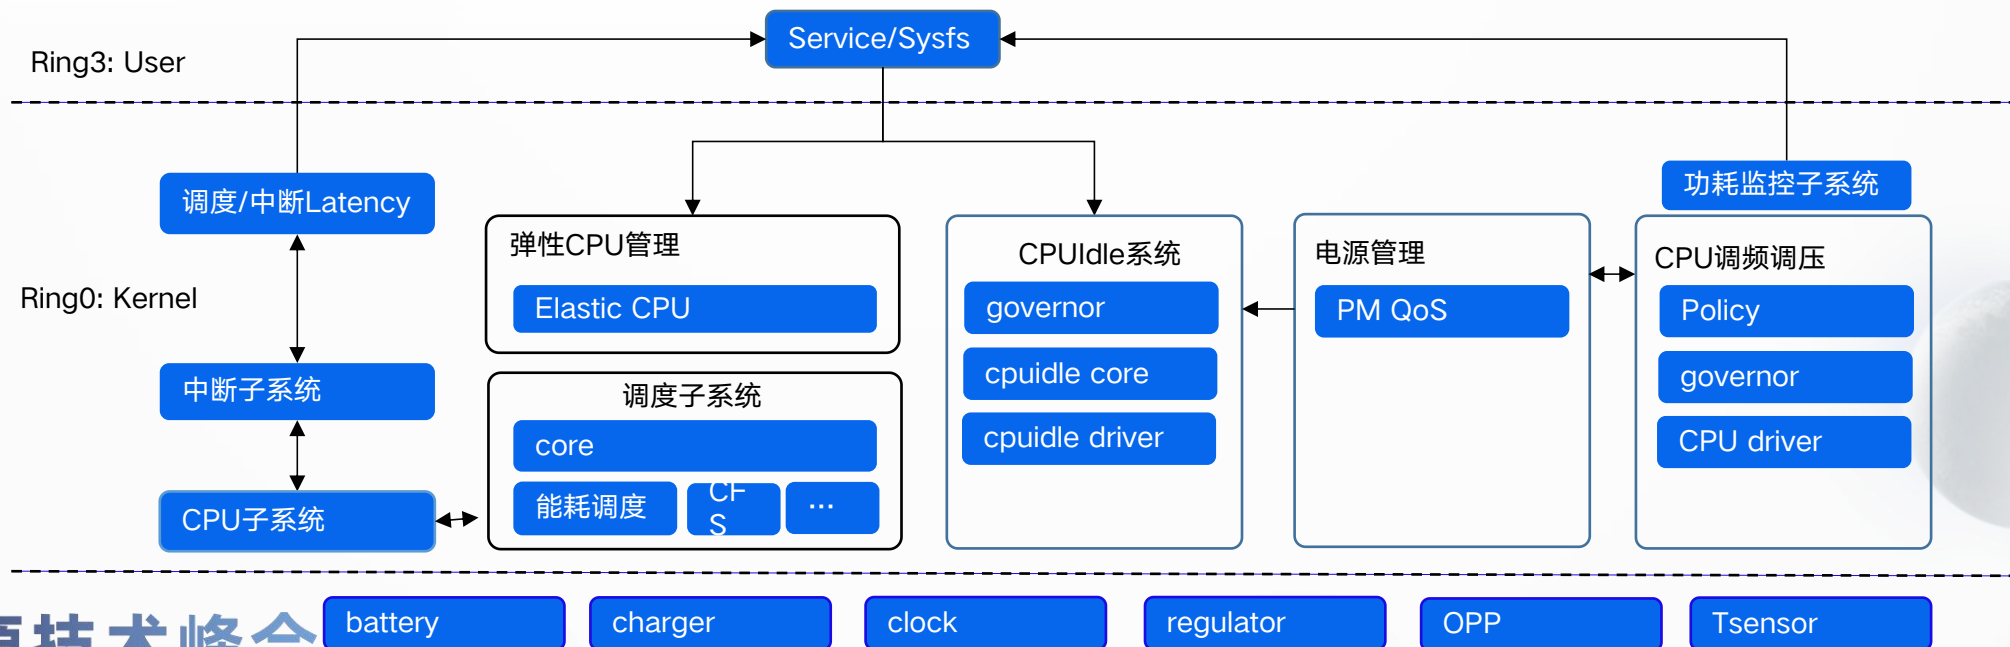 Service/Sysfs
Ring3: User
调度/中断Latency
功耗监控子系统
弹性CPU管理
Elastic CPU
CPUIdle系统
governor
cpuidle core
cpuidle driver
电源管理
PM QoS
CPU调频调压
Policy
governor
CPU driver
Ring0: Kernel
中断子系统
调度子系统
core
能耗调度
CF
S
...
CPU子系统
技术峰会
battery
charger
clock
regulator
OPP
Tsensor